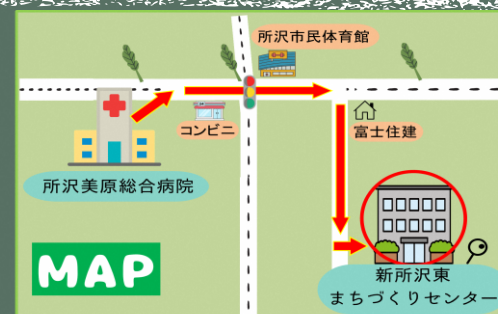 所沢市民体育館
コンビニ
富士住建
所沢美原総合病院
MAP
新所沢東
まちづくりセンター